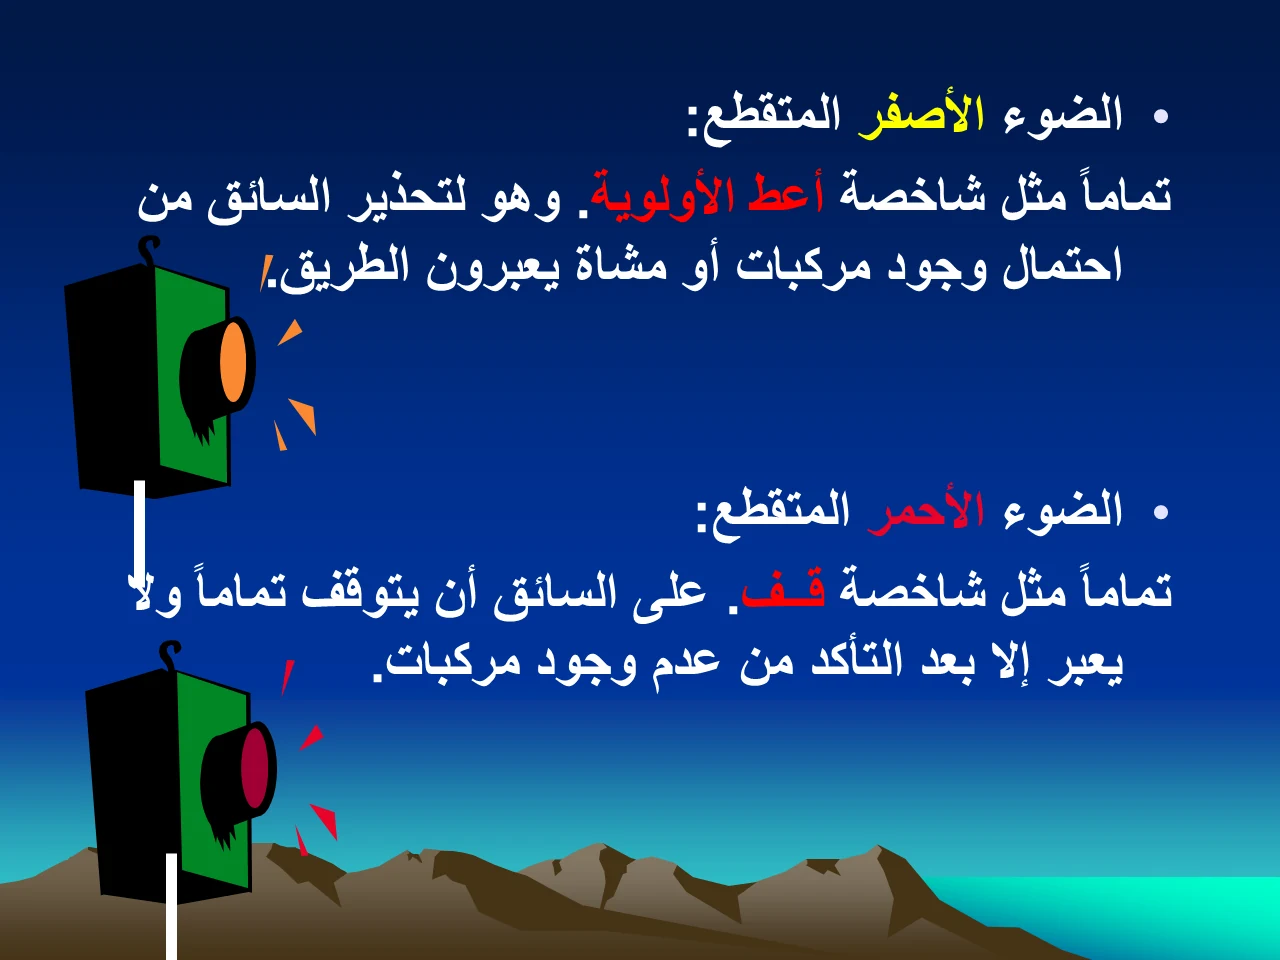 • الضوء الأصفر المتقطع:
تماماً مثل شاخصة أعط الأولوية. وهو لتحذير السائق من
احتمال وجود مركبات أو مشاة يعبرون الطريق.
• الضوء الأحمر المتقطع:
تماماً مثل شاخصة قــف. على السائق أن يتوقف تماماً ولا
يعبر إلا بعد التأكد من عدم وجود مركبات.